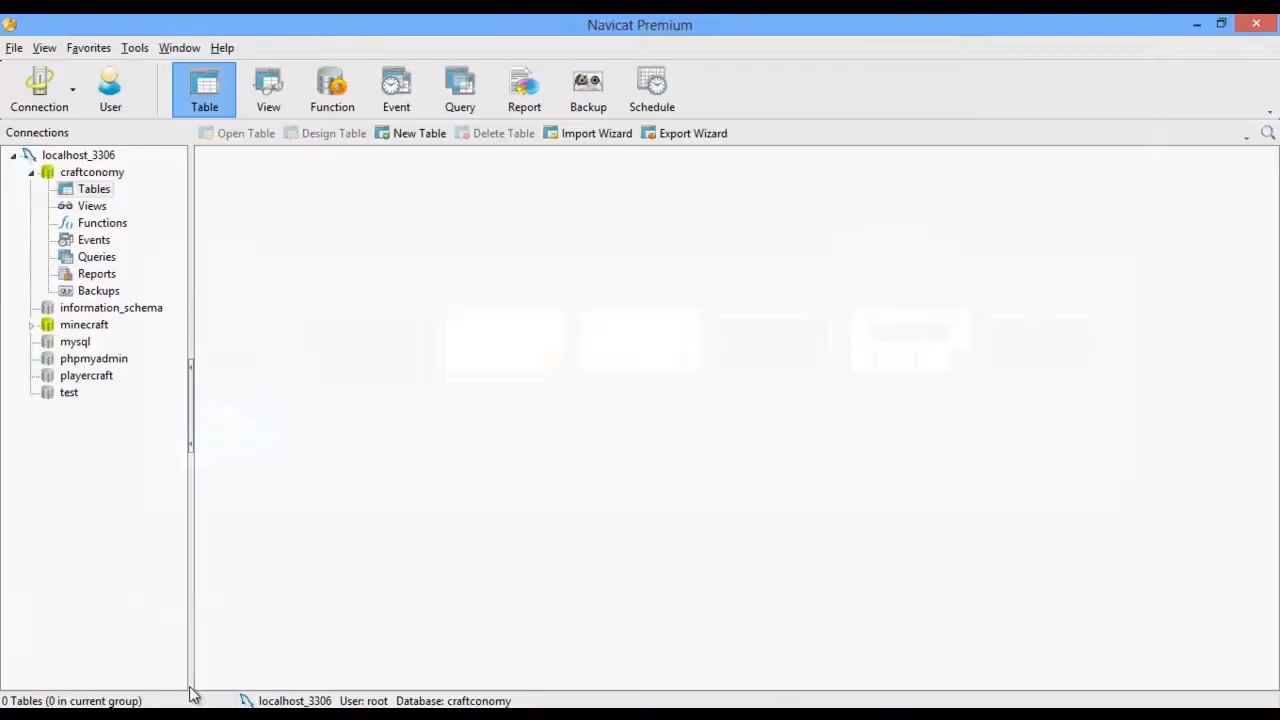 Navicat Premium
File View Favorites Tools Window Help
Connection User Table View Function Event Query Report Backup Schedule
Connections Open Table Design Table New Table Delete Table Import Wizard Export Wizard
localhost_3306
craftconomy
Tables
Views
Functions
Events
Queries
Reports
Backups
information_schema
minecraft
mysql
phpmyadmin
playercraft
test
0 Tables (0 in current group) localhost_3306 User: root Database: craftconomy